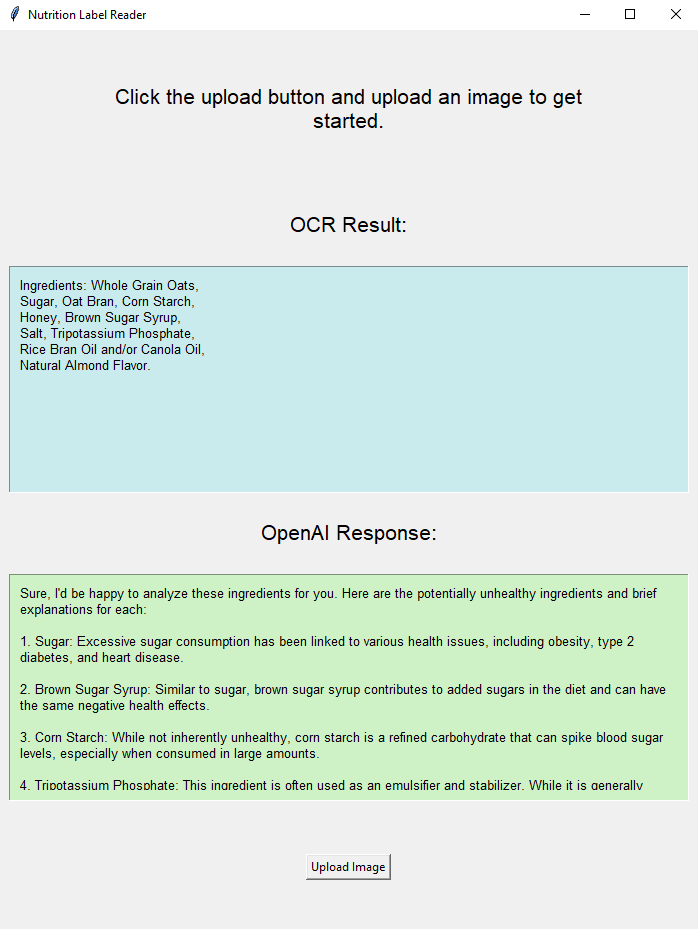 Nutrition Label Reader
Click the upload button and upload an image to get
started.
OCR Result:
Ingredients: Whole Grain Oats,
Sugar, Oat Bran, Corn Starch,
Honey, Brown Sugar Syrup,
Salt, Tripotassium Phosphate,
Rice Bran Oil and/or Canola Oil,
Natural Almond Flavor.
OpenAI Response:
Sure, I'd be happy to analyze these ingredients for you. Here are the potentially unhealthy ingredients and brief
explanations for each:
1. Sugar: Excessive sugar consumption has been linked to various health issues, including obesity, type 2
diabetes, and heart disease.
2. Brown Sugar Syrup: Similar to sugar, brown sugar syrup contributes to added sugars in the diet and can have
the same negative health effects.
3. Corn Starch: While not inherently unhealthy, corn starch is a refined carbohydrate that can spike blood sugar
levels, especially when consumed in large amounts.
4. Tripotassium Phosphate: This ingredient is often used as an emulsifier and stabilizer. While it is generally
Upload Image